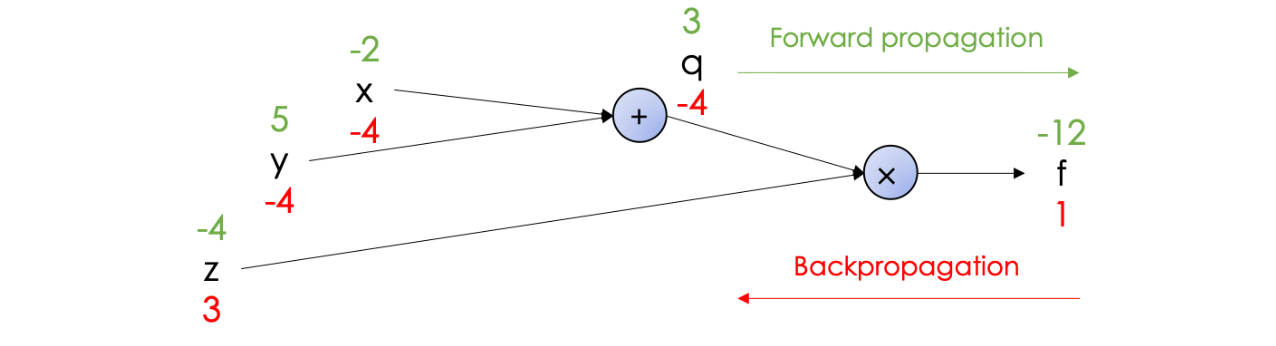 3
Forward propagation
-2
q
x
-4
5
-4
+
-12
y
×
f
-4
1
-4
z
Backpropagation
3